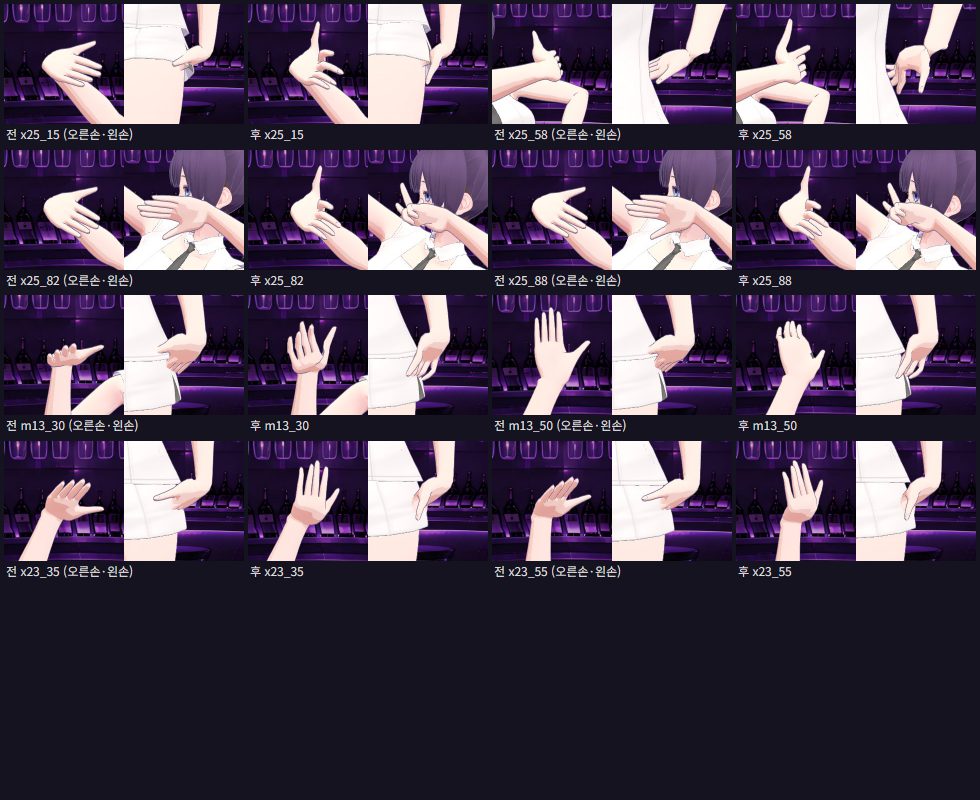 전 x25_15 (오른손·왼손)
후 x25_15
전 x25_58 (오른손·왼손)
후 x25_58
전 x25_82 (오른손·왼손)
후 x25_82
전 x25_88 (오른손·왼손)
후 x25_88
전 m13_30 (오른손·왼손)
후 m13_30
전 m13_50 (오른손·왼손)
후 m13_50
전 x23_35 (오른손·왼손)
후 x23_35
전 x23_55 (오른손·왼손)
후 x23_55